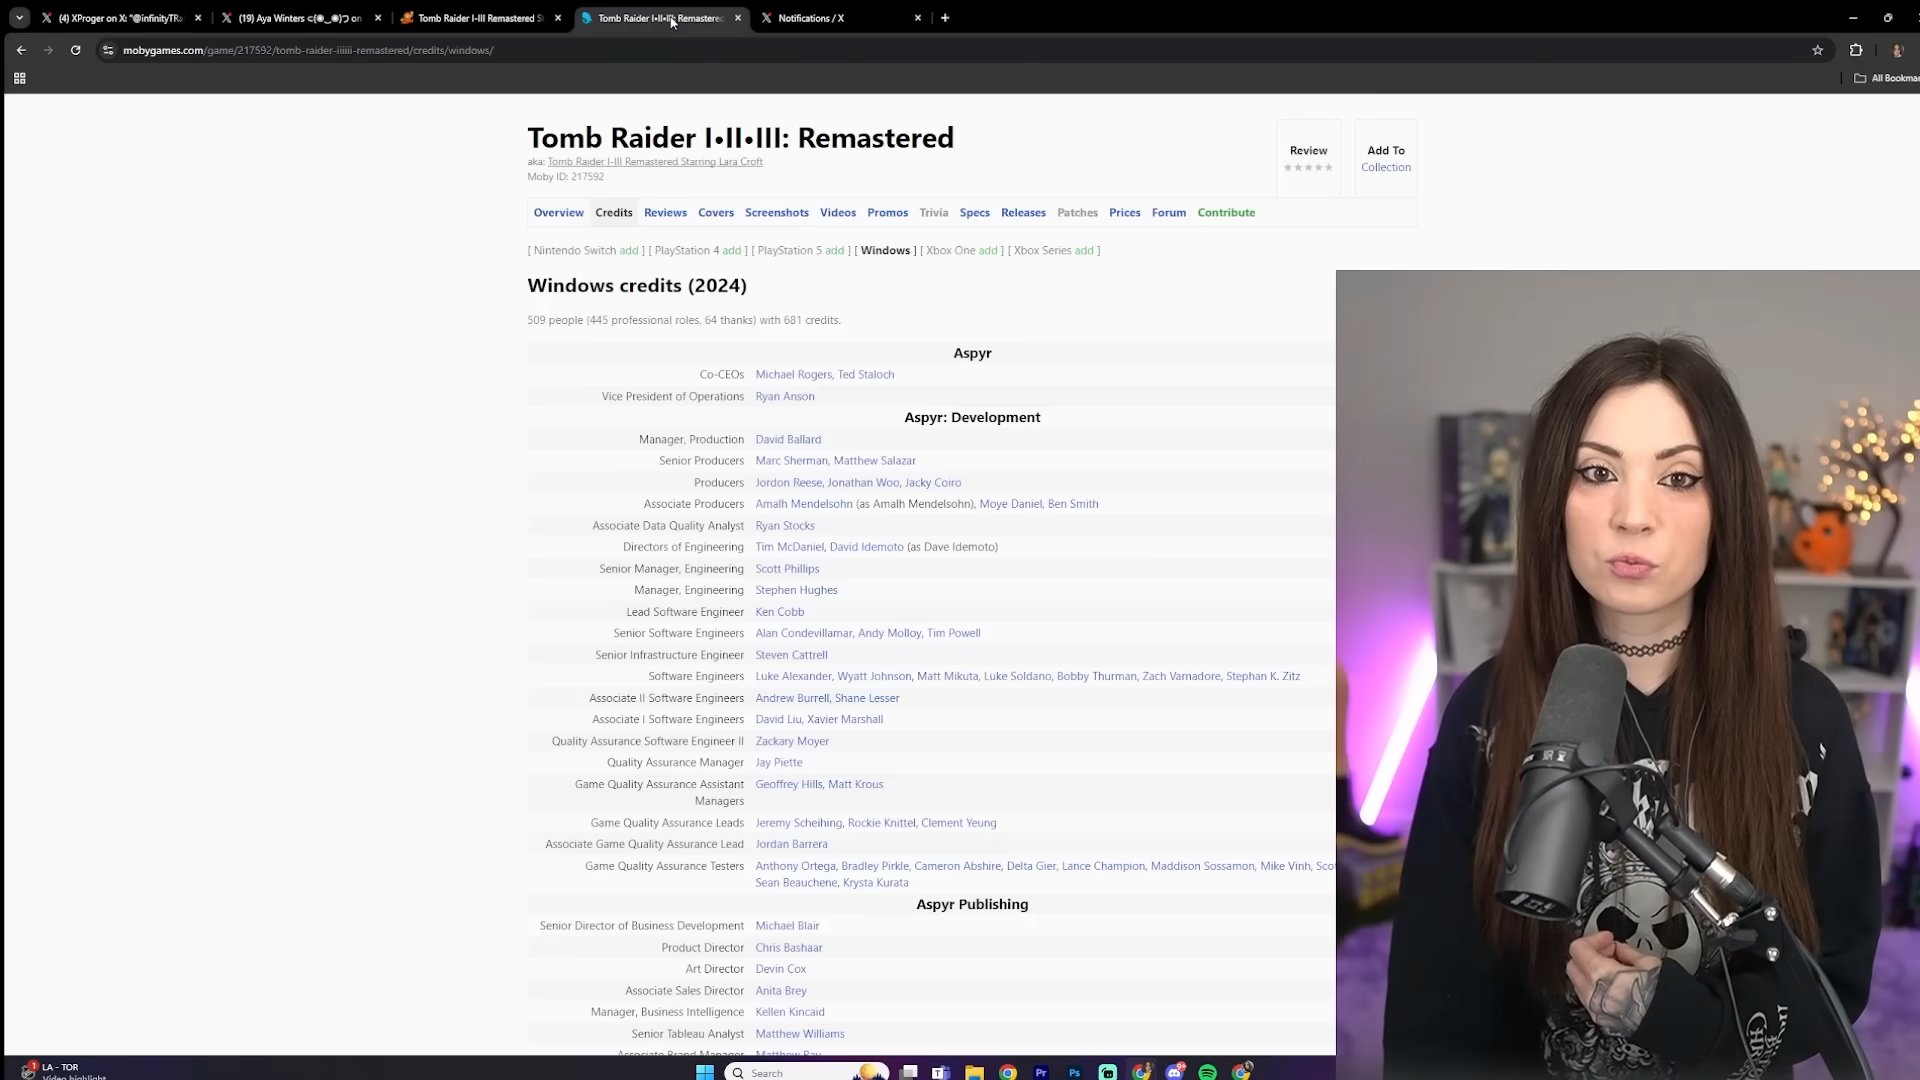 (4) XProger on X: "@infinityTRa
(19) Aya Winters
Tomb Raider I-III Remastered S
Tomb Raider I•II•III: Remastered
Notifications / X
mobygames.com/game/217592/tomb-raider-iiiiii-remastered/credits/windows/
All Bookmar
Tomb Raider I•II•III: Remastered
aka: Tomb Raider I-III Remastered Starring Lara Croft
Moby ID: 217592
Review
Add To
Collection
Overview Credits Reviews Covers Screenshots Videos Promos Trivia Specs Releases Patches Prices Forum Contribute
[ Nintendo Switch add ] [ PlayStation 4 add ] [ PlayStation 5 add ] [ Windows ] [ Xbox One add ] [ Xbox Series add ]
Windows credits (2024)
509 people (445 professional roles, 64 thanks) with 681 credits.
Aspyr
Co-CEOs Michael Rogers, Ted Staloch
Vice President of Operations Ryan Anson
Aspyr: Development
Manager, Production David Ballard
Senior Producers Marc Sherman, Matthew Salazar
Producers Jordon Reese, Jonathan Woo, Jacky Coiro
Associate Producers Amalh Mendelsohn (as Amalh Mendelsohn), Moye Daniel, Ben Smith
Associate Data Quality Analyst Ryan Stocks
Directors of Engineering Tim McDaniel, David Idemoto (as Dave Idemoto)
Senior Manager, Engineering Scott Phillips
Manager, Engineering Stephen Hughes
Lead Software Engineer Ken Cobb
Senior Software Engineers Alan Condevillamar, Andy Molloy, Tim Powell
Senior Infrastructure Engineer Steven Cattrell
Software Engineers Luke Alexander, Wyatt Johnson, Matt Mikuta, Luke Soldano, Bobby Thurman, Zach Varnadore, Stephan K. Zitz
Associate II Software Engineers Andrew Burrell, Shane Lesser
Associate I Software Engineers David Liu, Xavier Marshall
Quality Assurance Software Engineer II Zackary Moyer
Quality Assurance Manager Jay Piette
Game Quality Assurance Assistant Geoffrey Hills, Matt Krous
Managers
Game Quality Assurance Leads Jeremy Scheihing, Rockie Knittel, Clement Yeung
Associate Game Quality Assurance Lead Jordan Barrera
Game Quality Assurance Testers Anthony Ortega, Bradley Pirkle, Cameron Abshire, Delta Gier, Lance Champion, Maddison Sossamon, Mike Vinh, Sco
Sean Beauchene, Krysta Kurata
Aspyr Publishing
Senior Director of Business Development Michael Blair
Product Director Chris Bashaar
Art Director Devin Cox
Associate Sales Director Anita Brey
Manager, Business Intelligence Kellen Kincaid
Senior Tableau Analyst Matthew Williams
Associate Brand Manager Matthew Ray
LA - TOR
Video highlight
Search